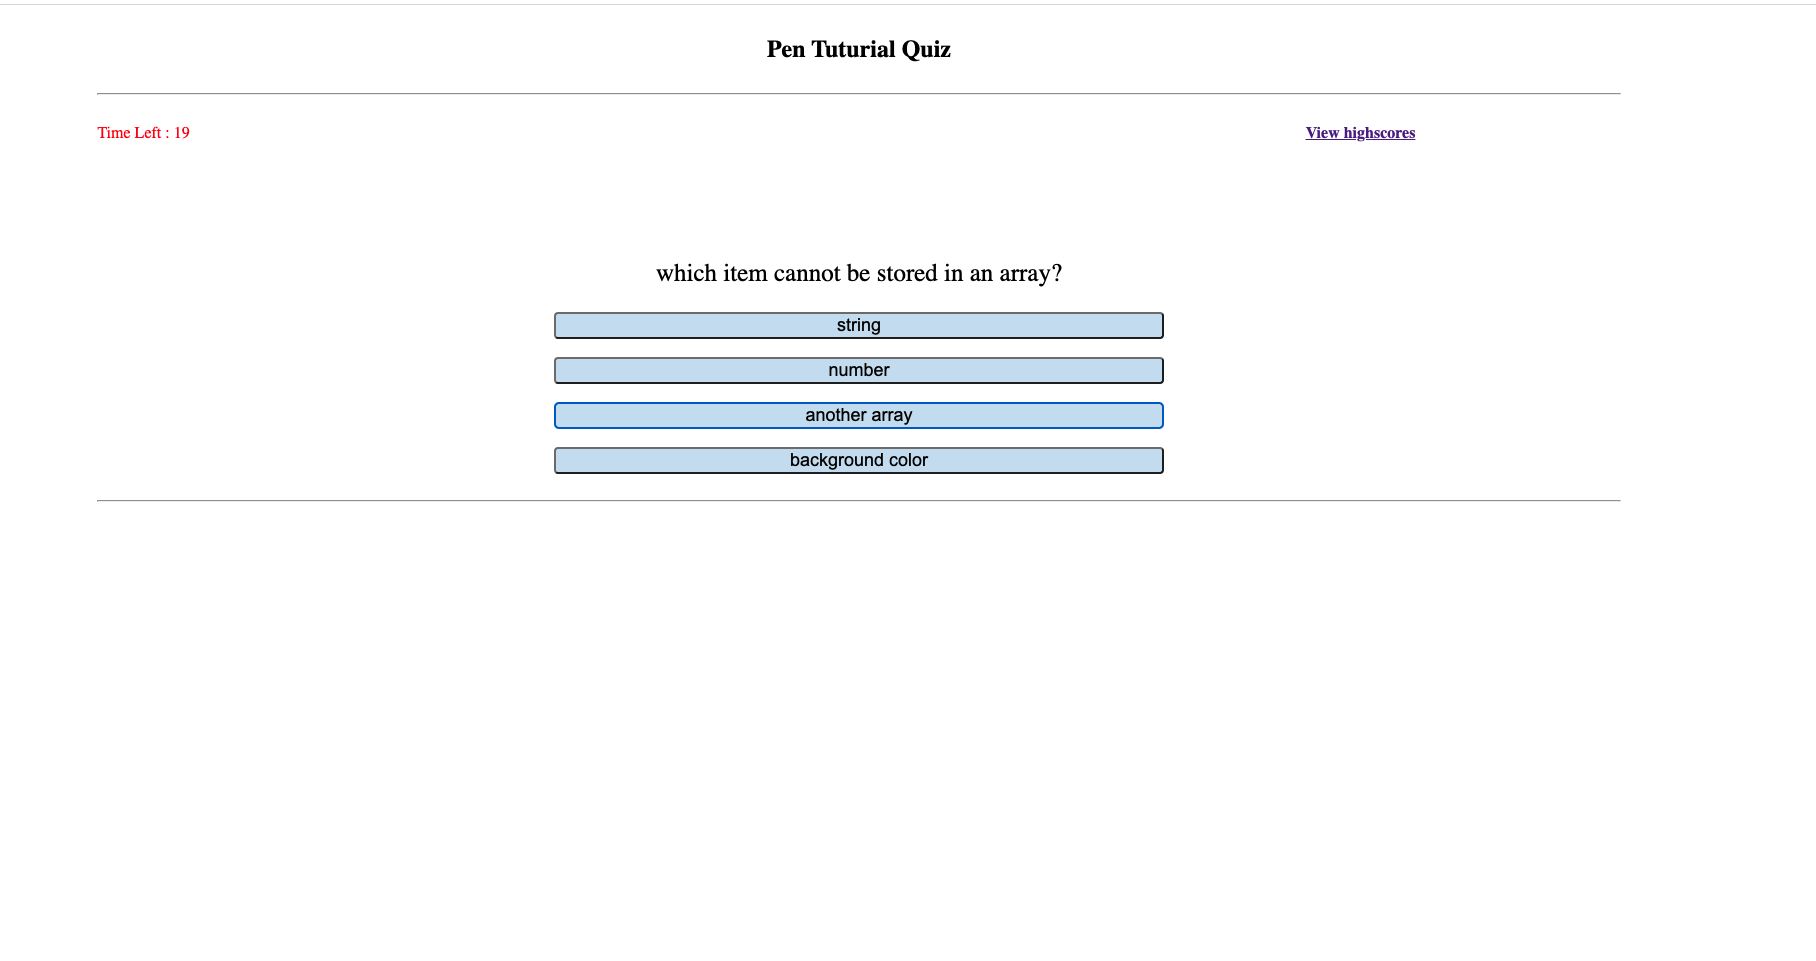 Pen Tuturial Quiz
Time Left : 19
View highscores
which item cannot be stored in an array?
string
number
another array
background color